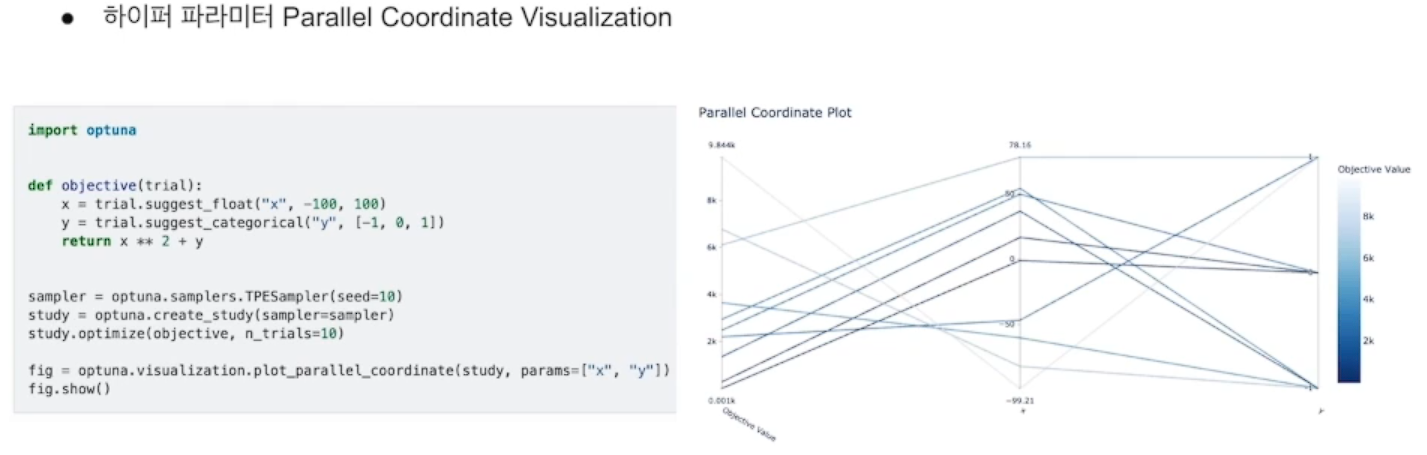 ● 하이퍼 파라미터 Parallel Coordinate Visualization
import optuna
def objective(trial):
    x = trial.suggest_float("x", -100, 100)
    y = trial.suggest_categorical("y", [-1, 0, 1])
    return x ** 2 + y
sampler = optuna.samplers.TPESampler(seed=10)
study = optuna.create_study(sampler=sampler)
study.optimize(objective, n_trials=10)
fig = optuna.visualization.plot_parallel_coordinate(study, params=["x", "y"])
fig.show()
Parallel Coordinate Plot
9.844k
8k
6k
4k
2k
0.001k
Objective Value
78.16
50
0
−50
−99.21
x
y
Objective Value
8k
6k
4k
2k